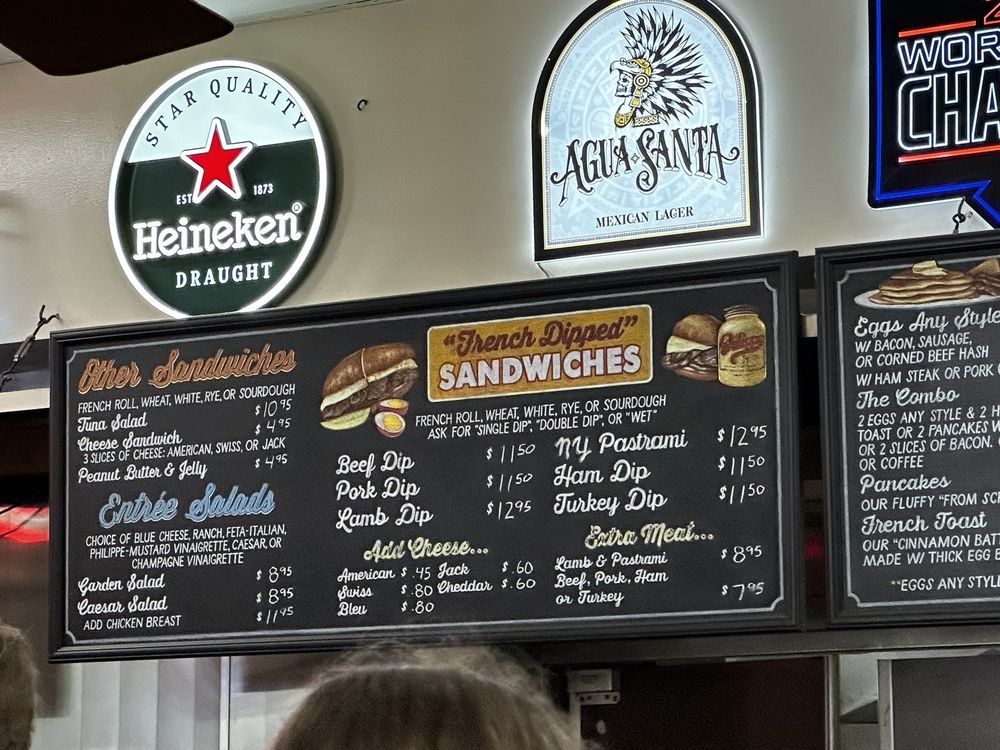 STAR QUALITY
EST. 1873
Heineken®
DRAUGHT
AGUA SANTA
MEXICAN LAGER
WOR
CHA
Other Sandwiches
FRENCH ROLL, WHEAT, WHITE, RYE, OR SOURDOUGH
Tuna Salad $10.95
Cheese Sandwich $4.95
3 SLICES OF CHEESE: AMERICAN, SWISS, OR JACK
Peanut Butter & Jelly $4.95
Entrée Salads
CHOICE OF BLUE CHEESE, RANCH, FETA-ITALIAN,
PHILIPPE-MUSTARD VINAIGRETTE, CAESAR, OR
CHAMPAGNE VINAIGRETTE
Garden Salad $8.95
Caesar Salad $8.95
ADD CHICKEN BREAST $11.95
"French Dipped"
SANDWICHES
FRENCH ROLL, WHEAT, WHITE, RYE, OR SOURDOUGH
ASK FOR "SINGLE DIP", "DOUBLE DIP", OR "WET"
Beef Dip $11.50
Pork Dip $11.50
Lamb Dip $12.95
NY Pastrami $12.95
Ham Dip $11.50
Turkey Dip $11.50
Add Cheese...
American $.45 Jack $.60
Swiss .80 Cheddar $.60
Bleu $.80
Extra Meat...
Lamb & Pastrami $8.95
Beef, Pork, Ham
or Turkey $7.95
Eggs Any Style
W/ BACON, SAUSAGE,
OR CORNED BEEF HASH
W/ HAM STEAK OR PORK
The Combo
2 EGGS ANY STYLE & 2 H
TOAST OR 2 PANCAKES W
OR 2 SLICES OF BACON.
OR COFFEE
Pancakes
OUR FLUFFY "FROM SC
French Toast
OUR "CINNAMON BATT
MADE W/ THICK EGG B
**EGGS ANY STYLE